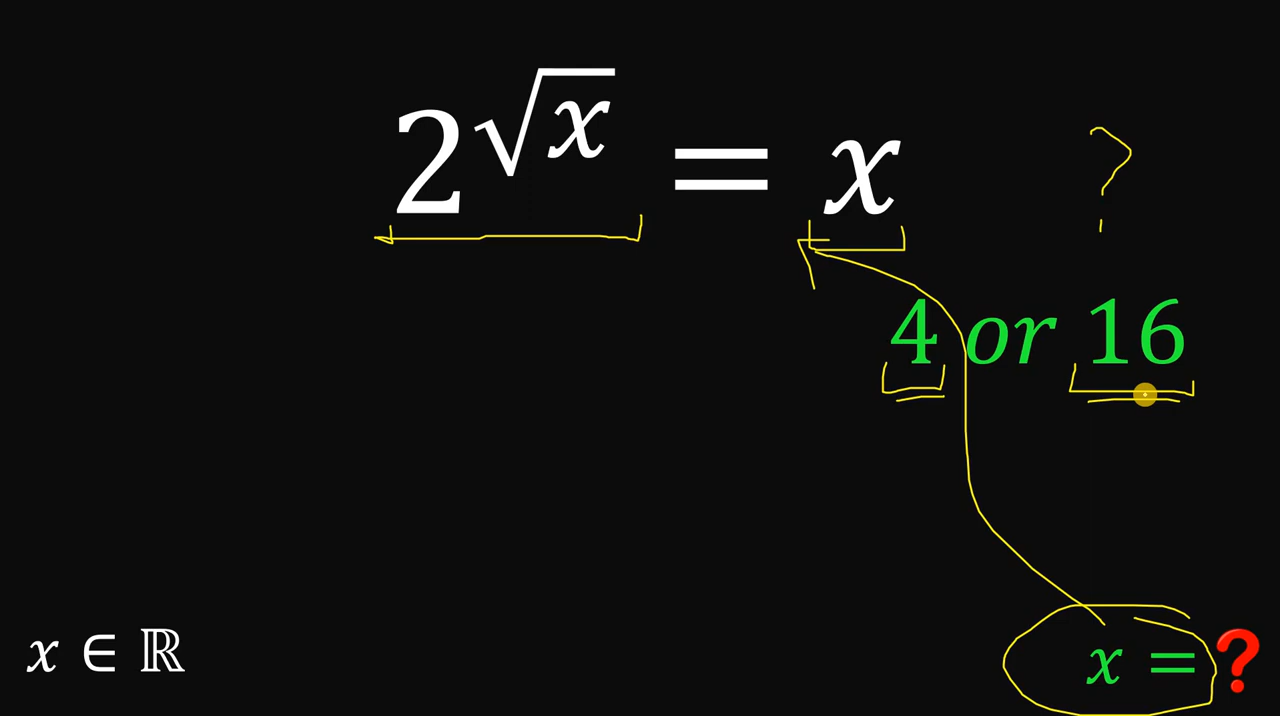 2^√x = x
?
4 or 16
x ∈ ℝ
x = ❓